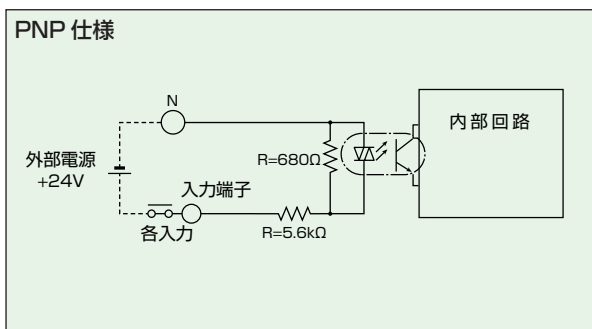 PNP 仕様
N
内部回路
外部電源
+24V
R=680Ω
入力端子
各入力
R=5.6kΩ